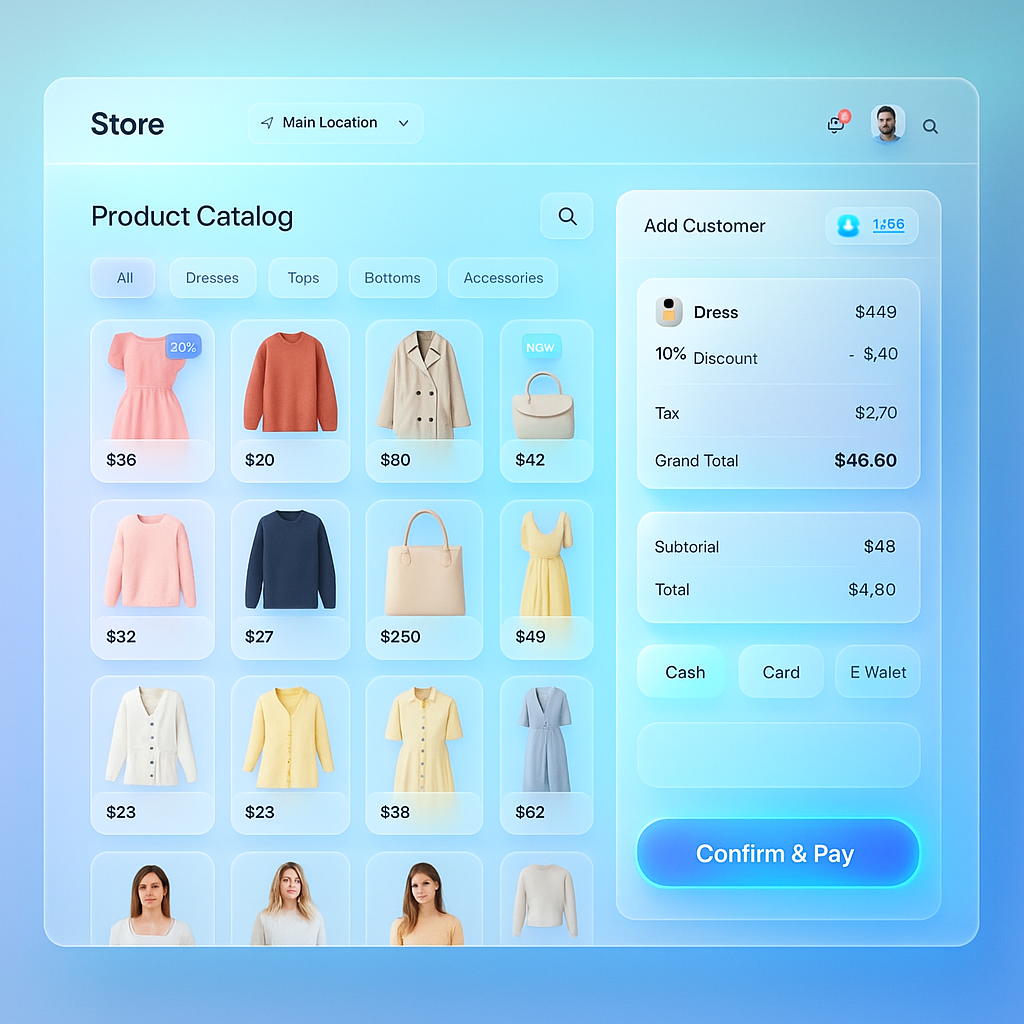 Store
Main Location
Product Catalog
All
Dresses
Tops
Bottoms
Accessories
20%
$36
$20
$80
NGW
$42
$32
$27
$250
$49
$23
$23
$38
$62
Add Customer
Dress $449
10% Discount - $,40
Tax $2,70
Grand Total $46.60
Subtorial $48
Total $4,80
Cash
Card
E Walet
Confirm & Pay